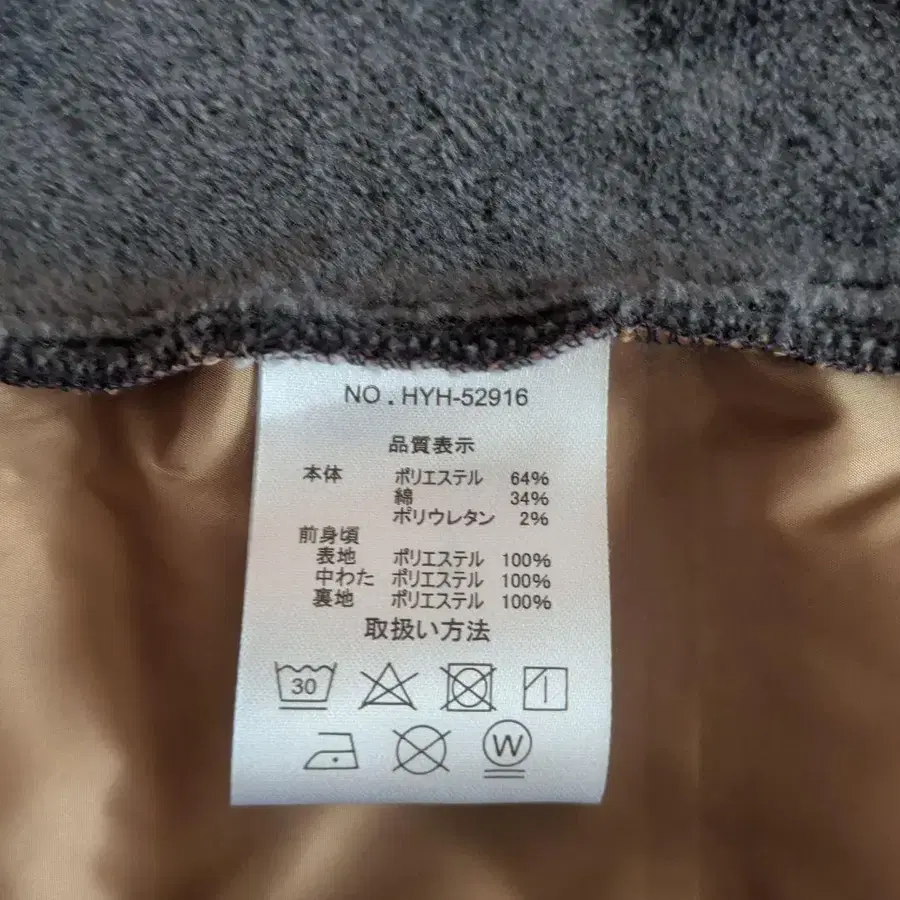 NO.HYH-52916
品質表示
本体 ポリエステル 64%
綿 34%
ポリウレタン 2%
前身頃
表地 ポリエステル 100%
中わた ポリエステル 100%
裏地 ポリエステル 100%
取扱い方法
30
W